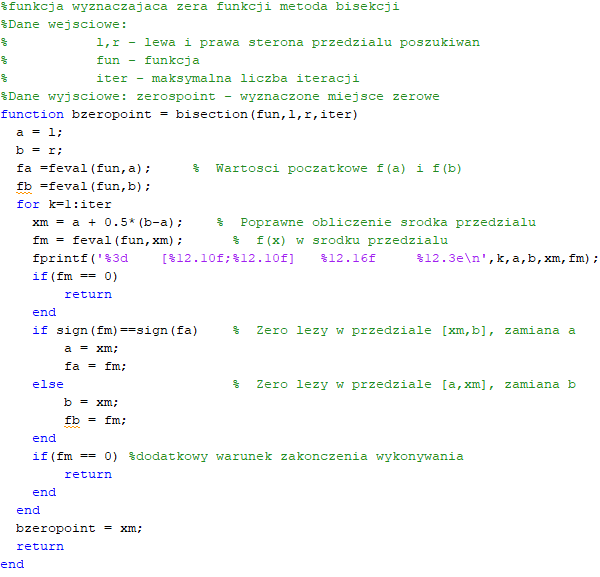 %funkcja wyznaczajaca zera funkcji metoda bisekcji
%Dane wejsciowe:
%           l,r - lewa i prawa sterona przedzialu poszukiwan
%           fun - funkcja
%           iter - maksymalna liczba iteracji
%Dane wyjsciowe: zerospoint - wyznaczone miejsce zerowe
function bzeropoint = bisection(fun,l,r,iter)
  a = l;
  b = r;
  fa =feval(fun,a);     %  Wartosci poczatkowe f(a) i f(b)
  fb =feval(fun,b);
  for k=1:iter
    xm = a + 0.5*(b-a);    %  Poprawne obliczenie srodka przedzialu
    fm = feval(fun,xm);      %  f(x) w srodku przedzialu
    fprintf('%3d    [%12.10f;%12.10f]   %12.16f     %12.3e\n',k,a,b,xm,fm);
    if(fm == 0)
        return
    end
    if sign(fm)==sign(fa)    %  Zero lezy w przedziale [xm,b], zamiana a
        a = xm;
        fa = fm;
    else                     %  Zero lezy w przedziale [a,xm], zamiana b
        b = xm;
        fb = fm;
    end
    if(fm == 0) %dodatkowy warunek zakonczenia wykonywania
        return
    end
  end
  bzeropoint = xm;
  return
end